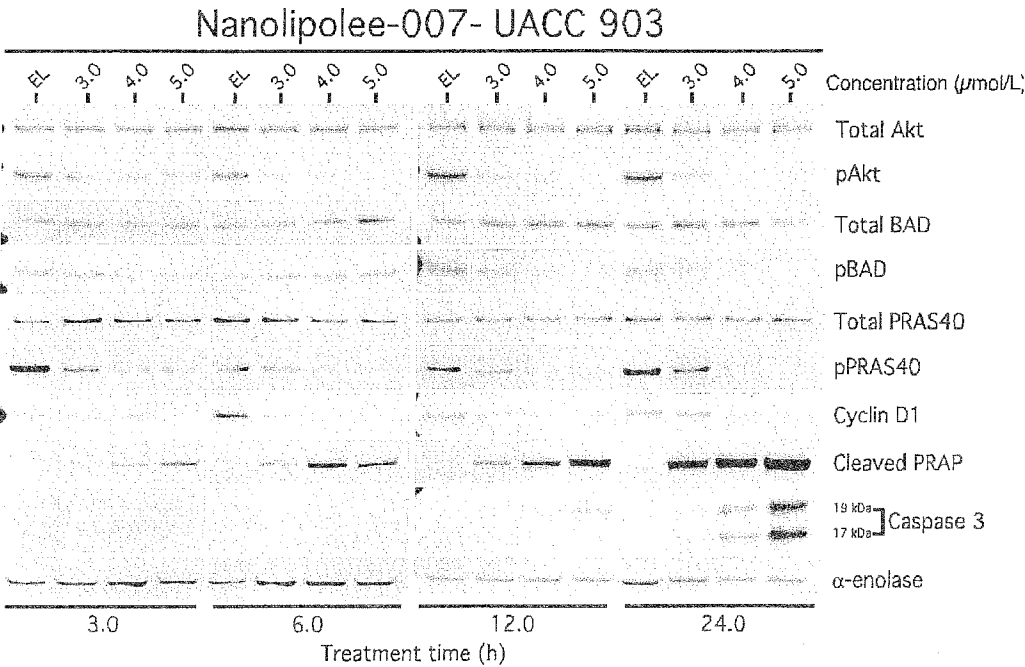 Nanolipolee-007- UACC 903
EL 3.0 4.0 5.0 EL 3.0 4.0 5.0 EL 3.0 4.0 5.0 EL 3.0 4.0 5.0 Concentration (μmol/L)
Total Akt
pAkt
Total BAD
pBAD
Total PRAS40
pPRAS40
Cyclin D1
Cleaved PRAP
19 kDa
Caspase 3
17 kDa
α-enolase
3.0 6.0 12.0 24.0
Treatment time (h)